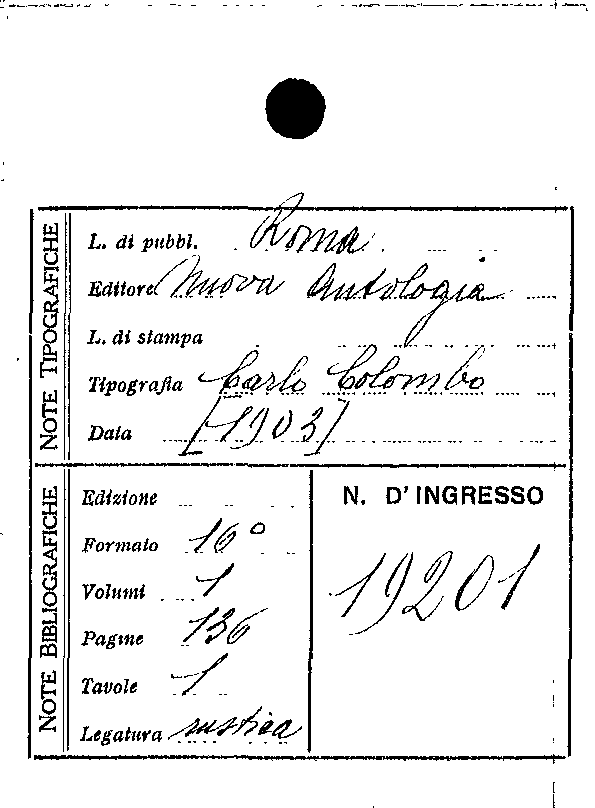 NOTE TIPOGRAFICHE
L. di pubbl. Roma
Editore Nuova Antologia
L. di stampa
Tipografia Carlo Colombo
Data [1903]
NOTE BIBLIOGRAFICHE
Edizione
Formato 16°
Volumi 1
Pagine 136
Tavole 1
Legatura rustica
N. D'INGRESSO
19201